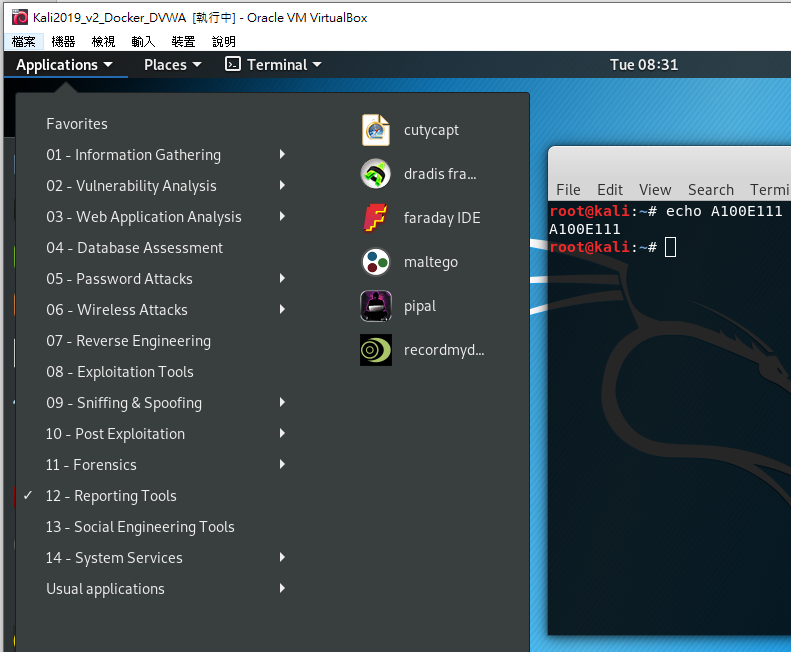 Kali2019_v2_Docker_DVWA [執行中] - Oracle VM VirtualBox
檔案 機器 檢視 輸入 裝置 說明
Applications Places Terminal Tue 08:31
Favorites
01 - Information Gathering
02 - Vulnerability Analysis
03 - Web Application Analysis
04 - Database Assessment
05 - Password Attacks
06 - Wireless Attacks
07 - Reverse Engineering
08 - Exploitation Tools
09 - Sniffing & Spoofing
10 - Post Exploitation
11 - Forensics
✓ 12 - Reporting Tools
13 - Social Engineering Tools
14 - System Services
Usual applications
cutycapt
dradis fra...
faraday IDE
maltego
pipal
recordmyd...
File Edit View Search Termi
root@kali:~# echo A100E111
A100E111
root@kali:~#